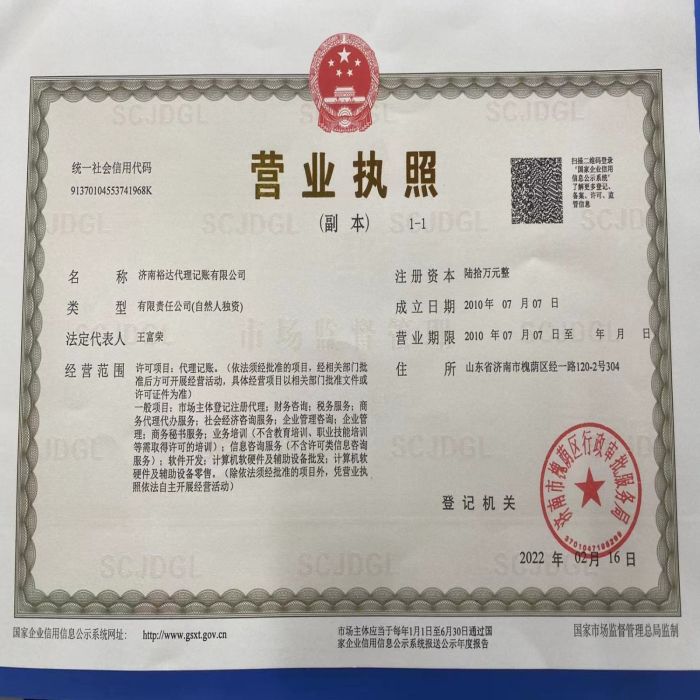 统一社会信用代码
91370104553741968K
营业执照
(副 本) 1-1
扫描二维码登录
"国家企业信用
信息公示系统"
了解更多登记、
备案、许可、监
管信息
名 称 济南裕达代理记账有限公司
类 型 有限责任公司(自然人独资)
法定代表人 王富荣
经营范围 许可项目:代理记账。(依法须经批准的项目,经相关部门批
准后方可开展经营活动,具体经营项目以相关部门批准文件或
许可证件为准)
一般项目:市场主体登记注册代理;财务咨询;税务服务;商
务代理代办服务;社会经济咨询服务;企业管理咨询;企业管
理;商务秘书服务;业务培训(不含教育培训、职业技能培训
等需取得许可的培训);信息咨询服务(不含许可类信息咨询
服务);软件开发;计算机软硬件及辅助设备批发;计算机软
硬件及辅助设备零售。(除依法须经批准的项目外,凭营业执
照依法自主开展经营活动)
注册资本 陆拾万元整
成立日期 2010 年 07 月 07 日
营业期限 2010 年 07 月 07 日 至 年 月 日
住 所 山东省济南市槐荫区经一路120-2号304
登记机关
济南市槐荫区行政审批服务局
2022 年 02 月 16 日
SCJDGL
SCJDGL
SCJDGL
SCJDGL
市场监督管
SCJDGL
SCJDGL
SCJDGL
国家企业信用信息公示系统网址: http://www.gsxt.gov.cn
市场主体应当于每年1月1日至6月30日通过国
家企业信用信息公示系统报送公示年度报告
国家市场监督管理总局监制